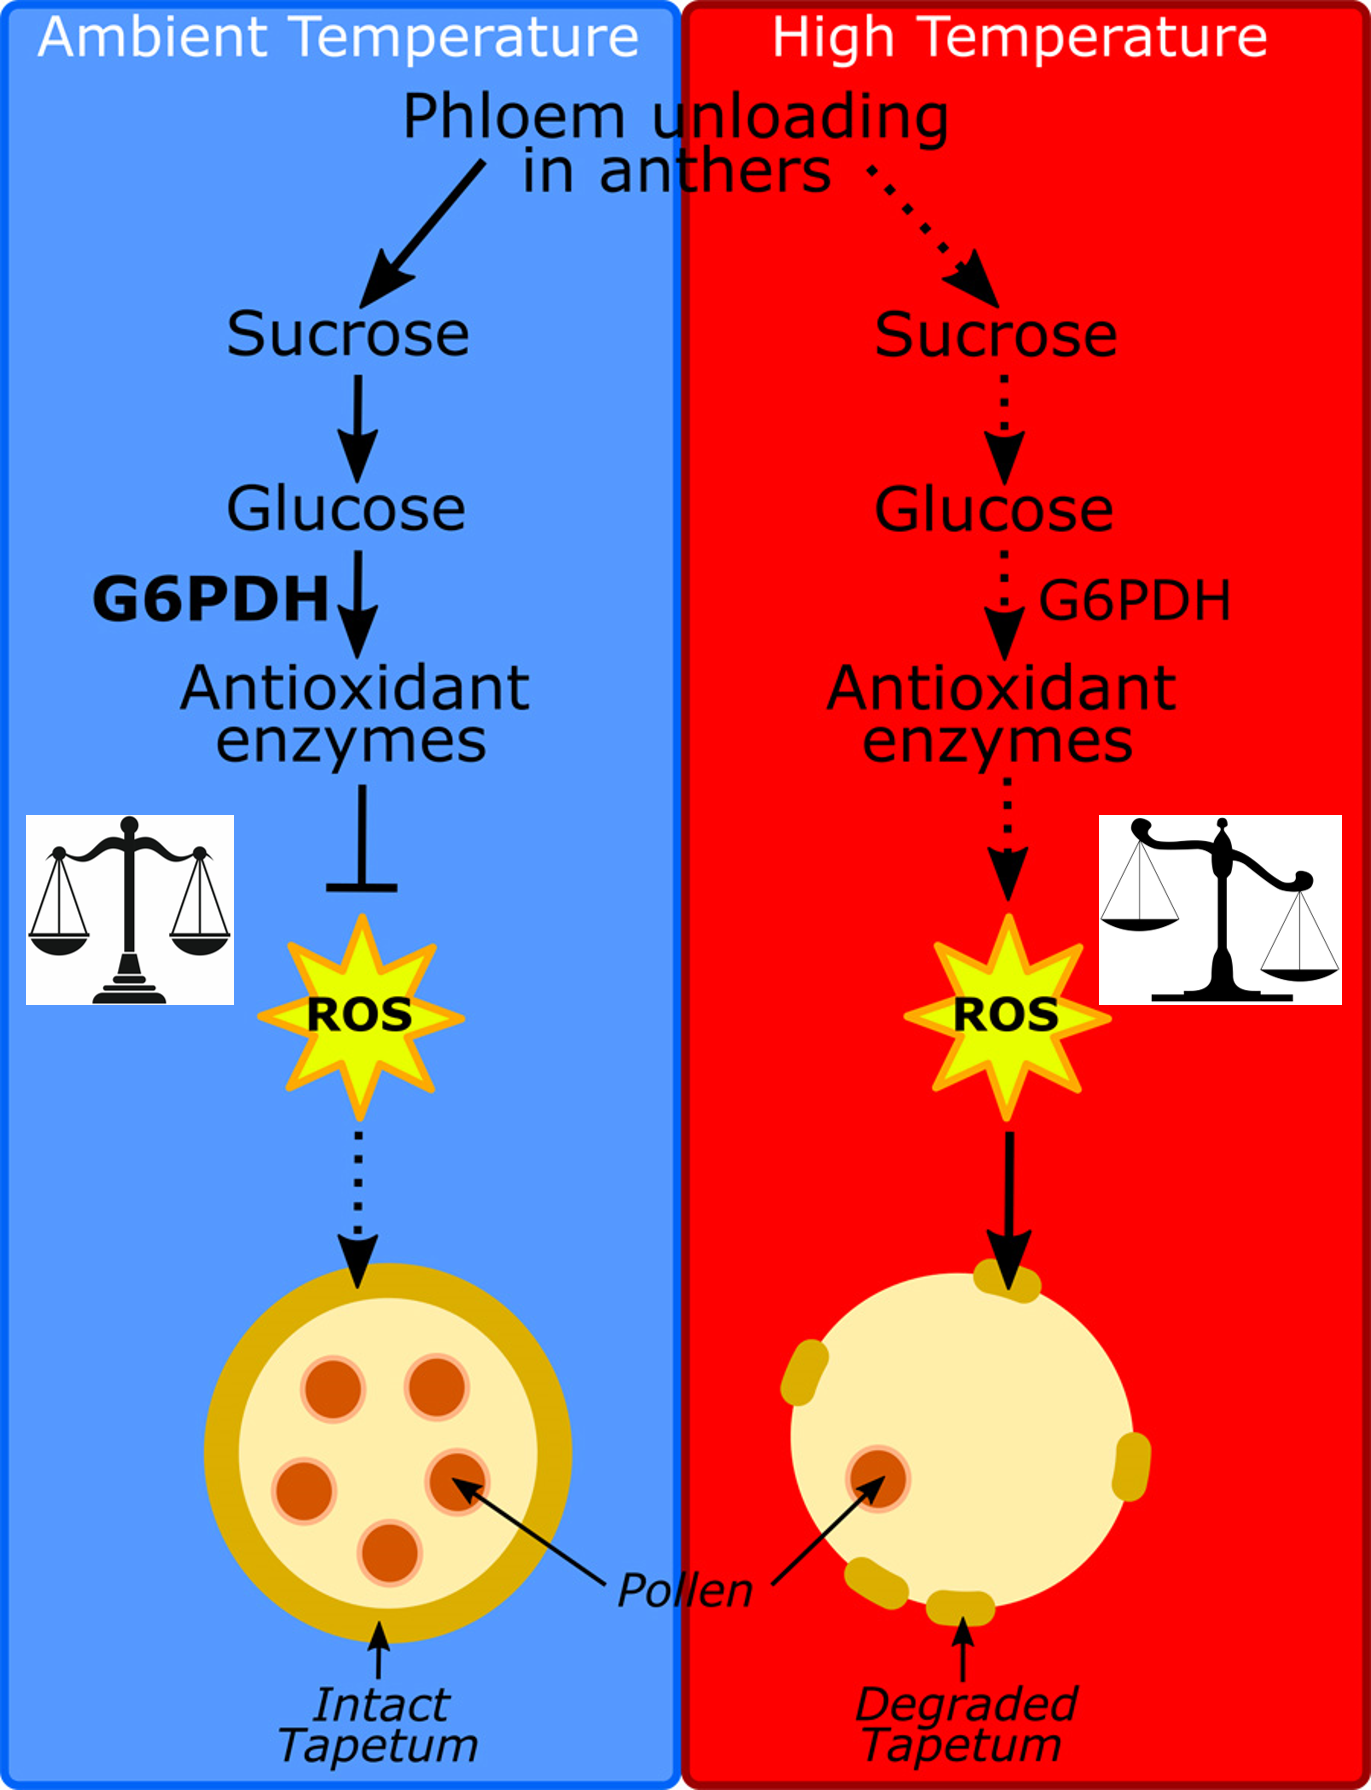 Ambient Temperature
High Temperature
Phloem unloading
in anthers
Sucrose
Glucose
G6PDH
Antioxidant
enzymes
ROS
Sucrose
Glucose
G6PDH
Antioxidant
enzymes
ROS
Pollen
Intact
Tapetum
Degraded
Tapetum